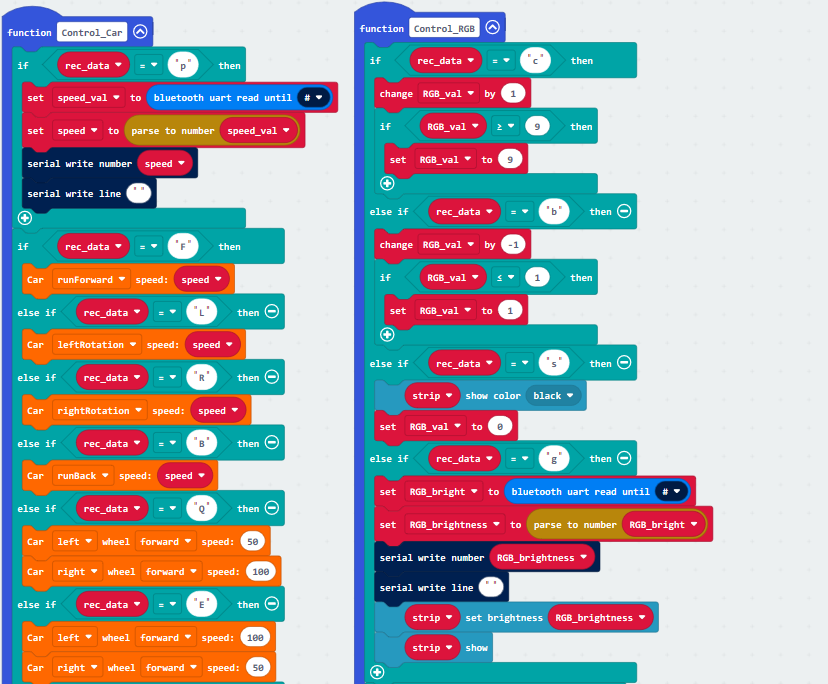 function Control_Car
if rec_data = "p" then
set speed_val to bluetooth uart read until #
set speed to parse to number speed_val
serial write number speed
serial write line " "
if rec_data = "F" then
Car runForward speed: speed
else if rec_data = "L" then
Car leftRotation speed: speed
else if rec_data = "R" then
Car rightRotation speed: speed
else if rec_data = "B" then
Car runBack speed: speed
else if rec_data = "Q" then
Car left wheel forward speed: 50
Car right wheel forward speed: 100
else if rec_data = "E" then
Car left wheel forward speed: 100
Car right wheel forward speed: 50
function Control_RGB
if rec_data = "c" then
change RGB_val by 1
if RGB_val ≥ 9 then
set RGB_val to 9
else if rec_data = "b" then
change RGB_val by -1
if RGB_val ≤ 1 then
set RGB_val to 1
else if rec_data = "s" then
strip show color black
set RGB_val to 0
else if rec_data = "g" then
set RGB_bright to bluetooth uart read until #
set RGB_brightness to parse to number RGB_bright
serial write number RGB_brightness
serial write line " "
strip set brightness RGB_brightness
strip show